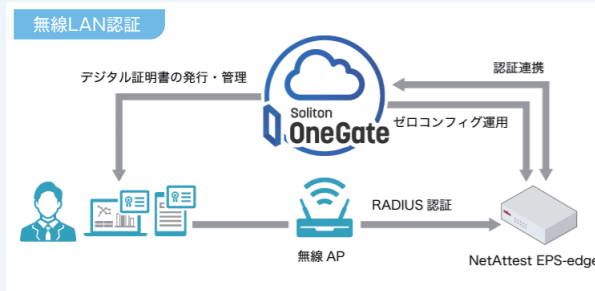 無線LAN認証
認証連携
デジタル証明書の発行・管理
Soliton
OneGate
ゼロコンフィグ運用
RADIUS 認証
無線 AP
NetAttest EPS-edge